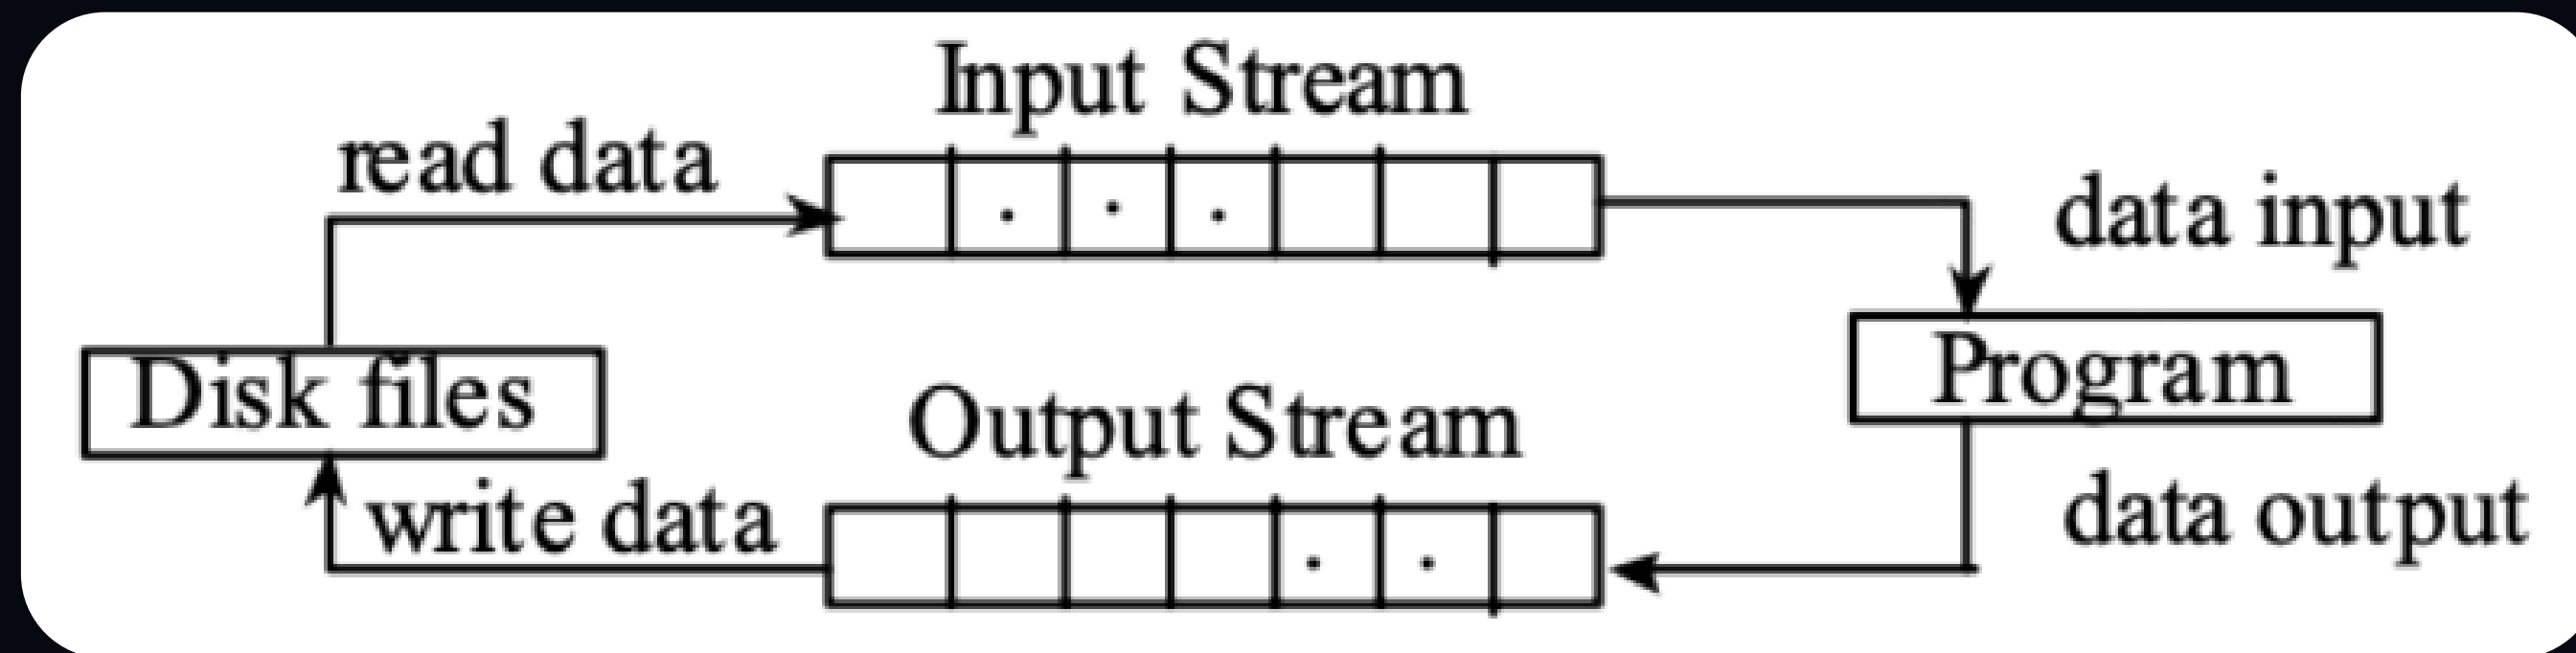 Input Stream
read data
data input
Disk files
Program
Output Stream
write data
data output